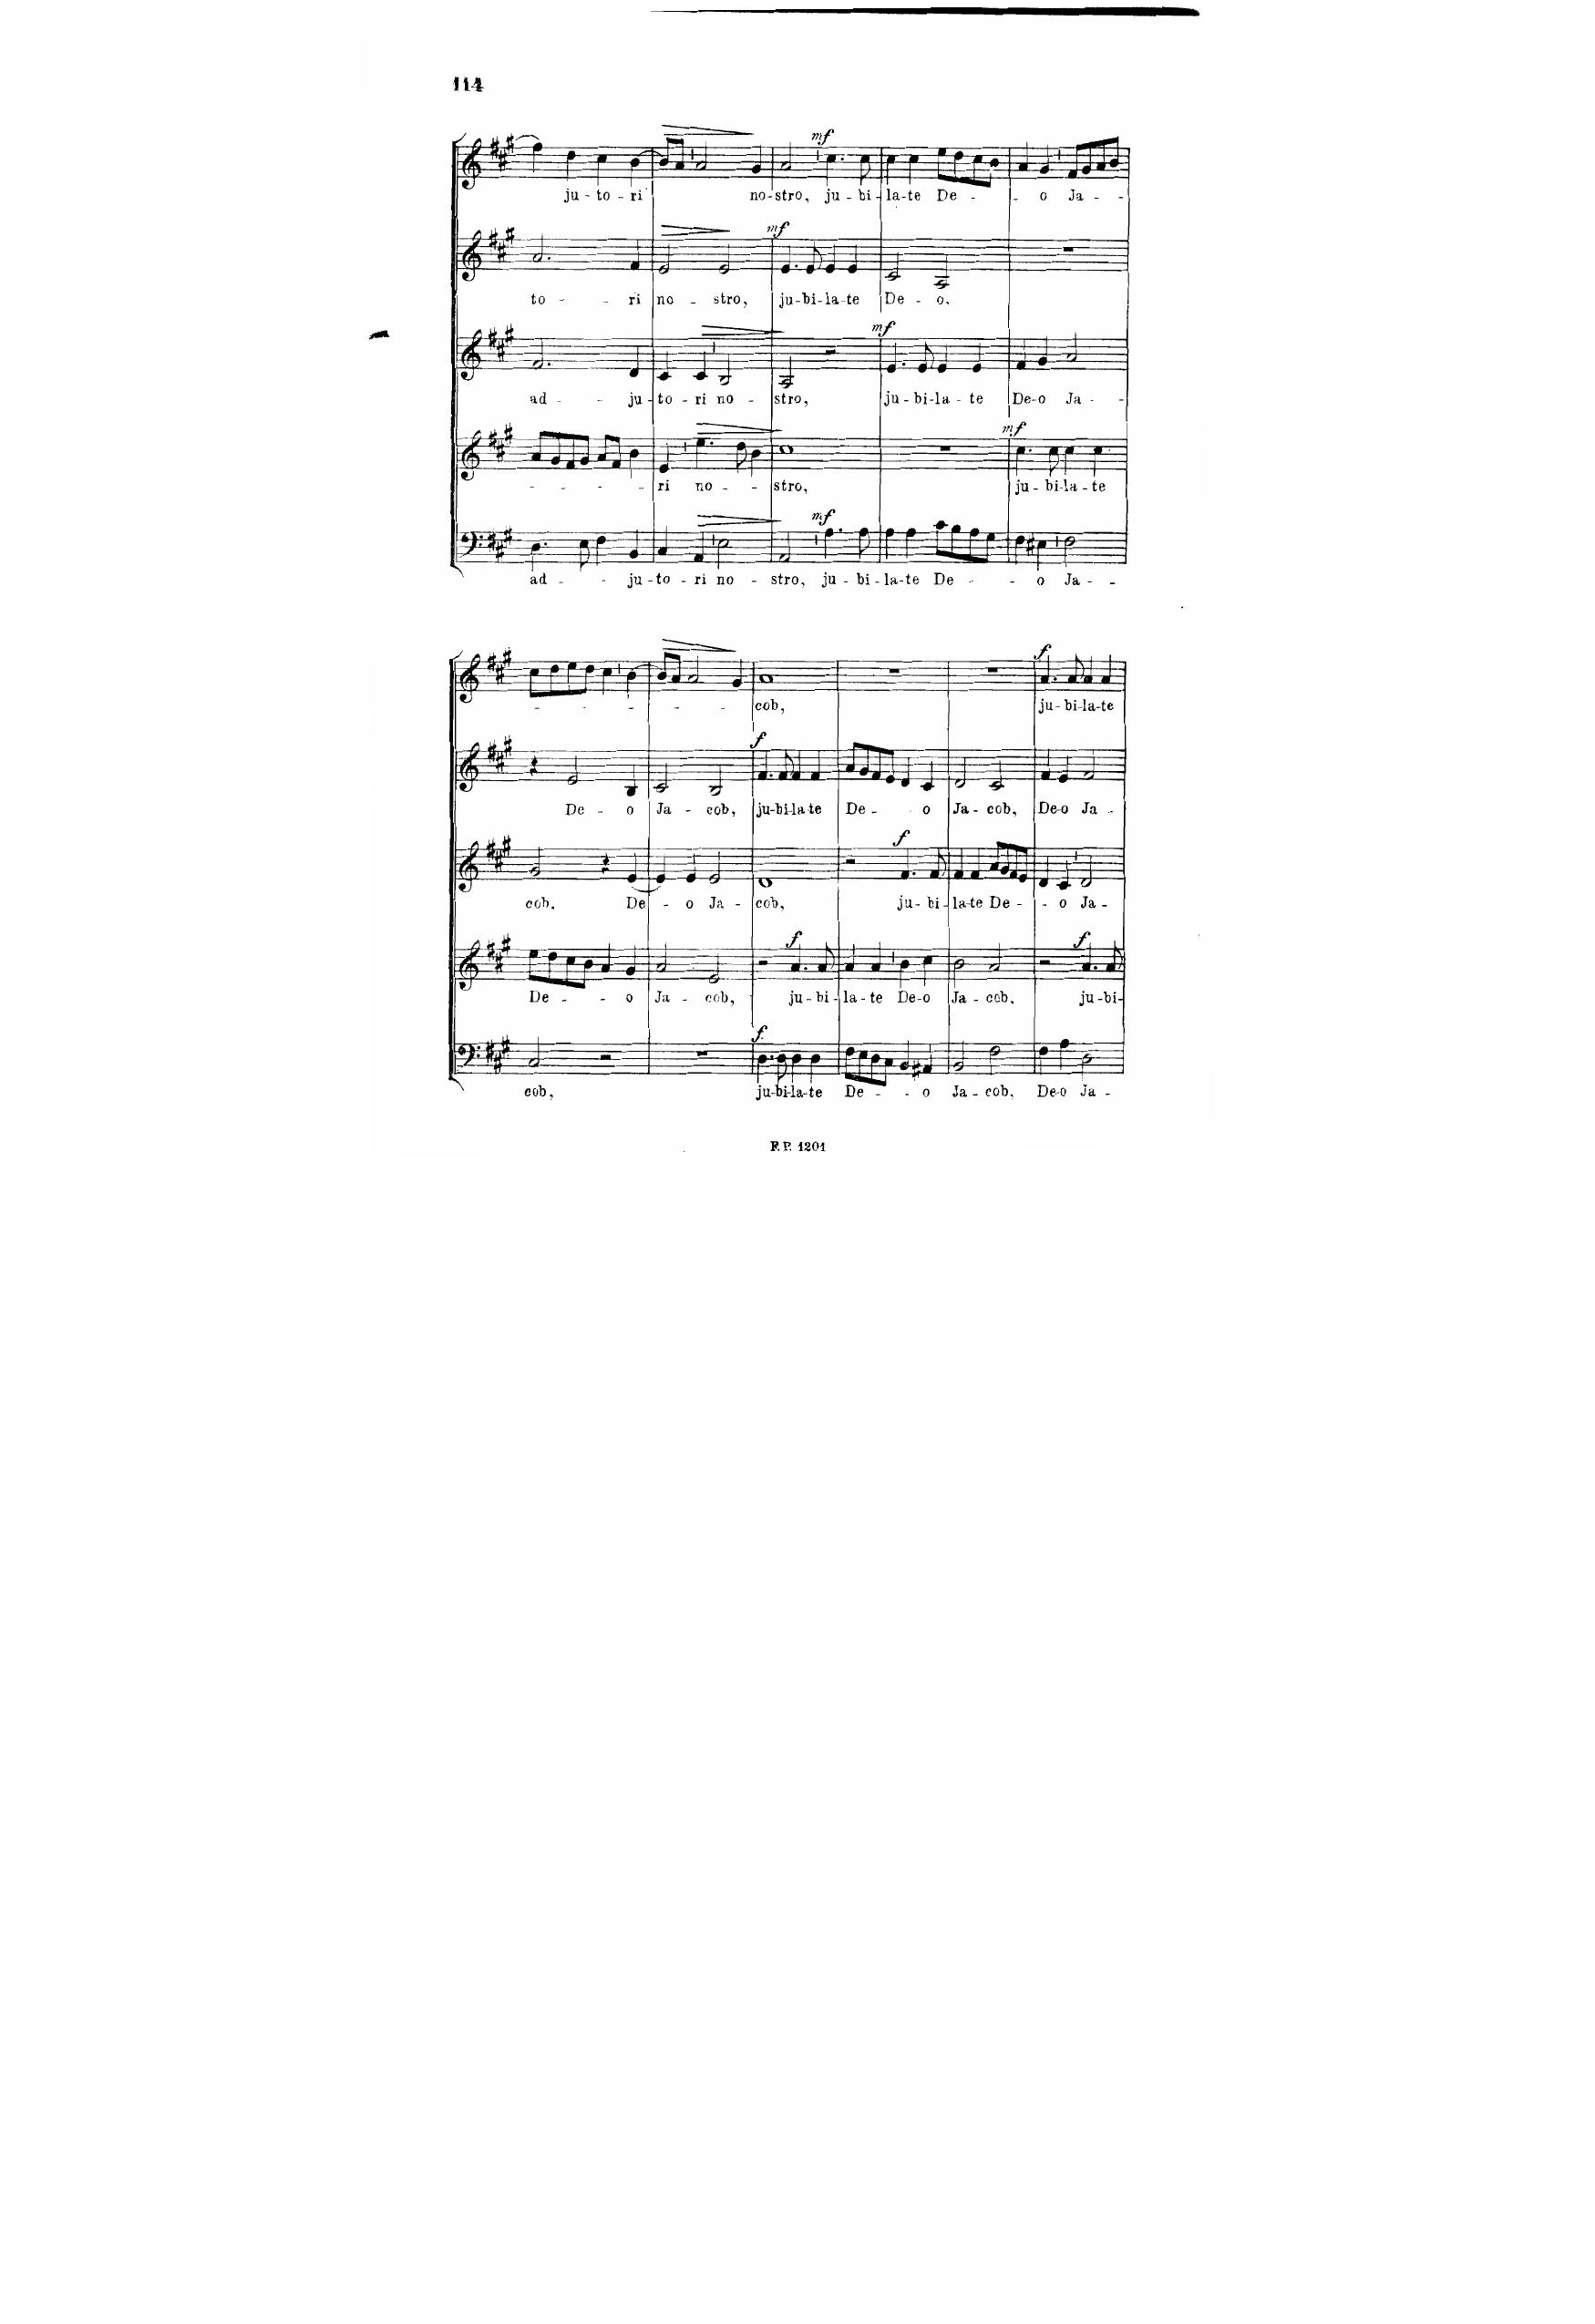 114
mf
ju - to - ri no - stro, ju - bi - la - te De - - o Ja - -
mf
to - - ri no - stro, ju - bi - la - te De - o.
mf
ad - - ju - to - ri no - stro, ju - bi - la - te De - o Ja - -
mf
- - - - ri no - - stro, ju - bi - la - te
mf
ad - - ju - to - ri no - stro, ju - bi - la - te De - - o Ja - -
f
- - - - - cob, ju - bi - la - te
f
De - o Ja - cob, ju - bi - la te De - o Ja - cob, De - o Ja -
f
cob. De - o Ja - cob, ju - bi - la - te De - - o Ja -
f f
De - - o Ja - cob, ju - bi - la - te De - o Ja - cob. ju - bi -
f
cob, ju - bi - la - te De - - o Ja - cob, De - o Ja -
F. P. 1201